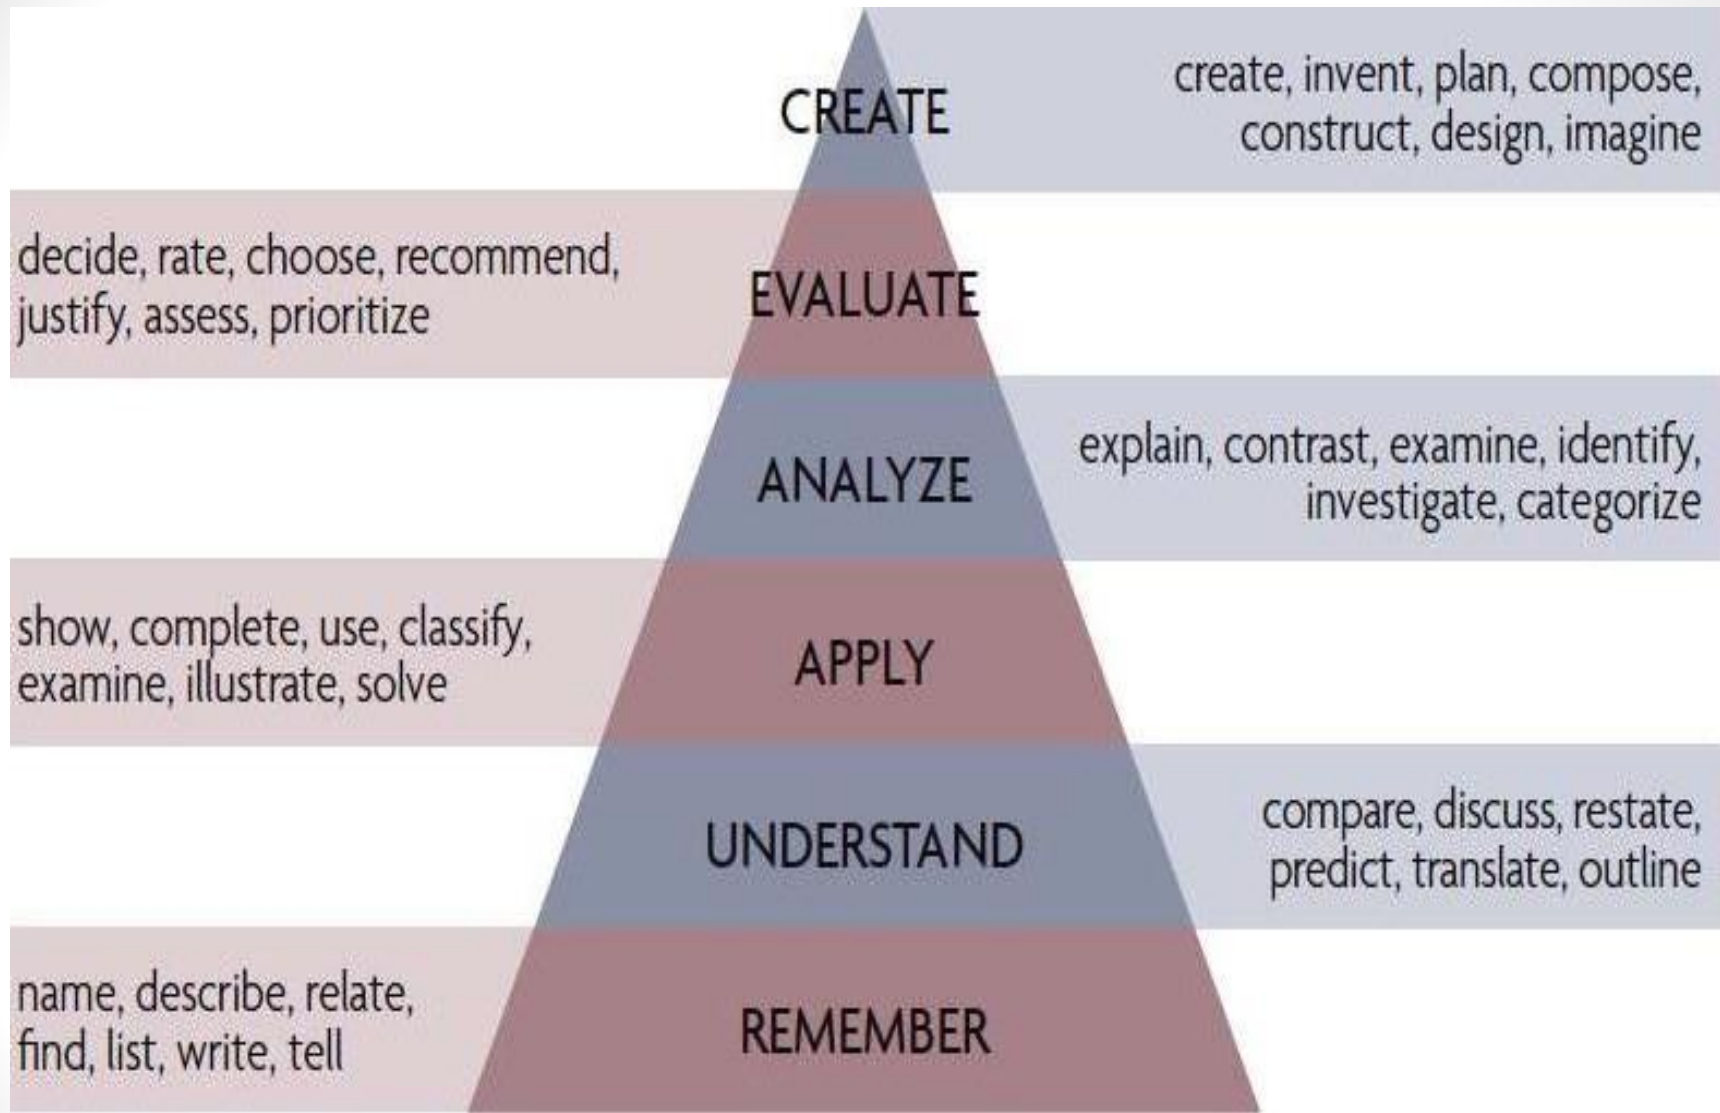 CREATE
create, invent, plan, compose,
construct, design, imagine
decide, rate, choose, recommend,
justify, assess, prioritize
EVALUATE
ANALYZE
explain, contrast, examine, identify,
investigate, categorize
show, complete, use, classify,
examine, illustrate, solve
APPLY
UNDERSTAND
compare, discuss, restate,
predict, translate, outline
name, describe, relate,
find, list, write, tell
REMEMBER